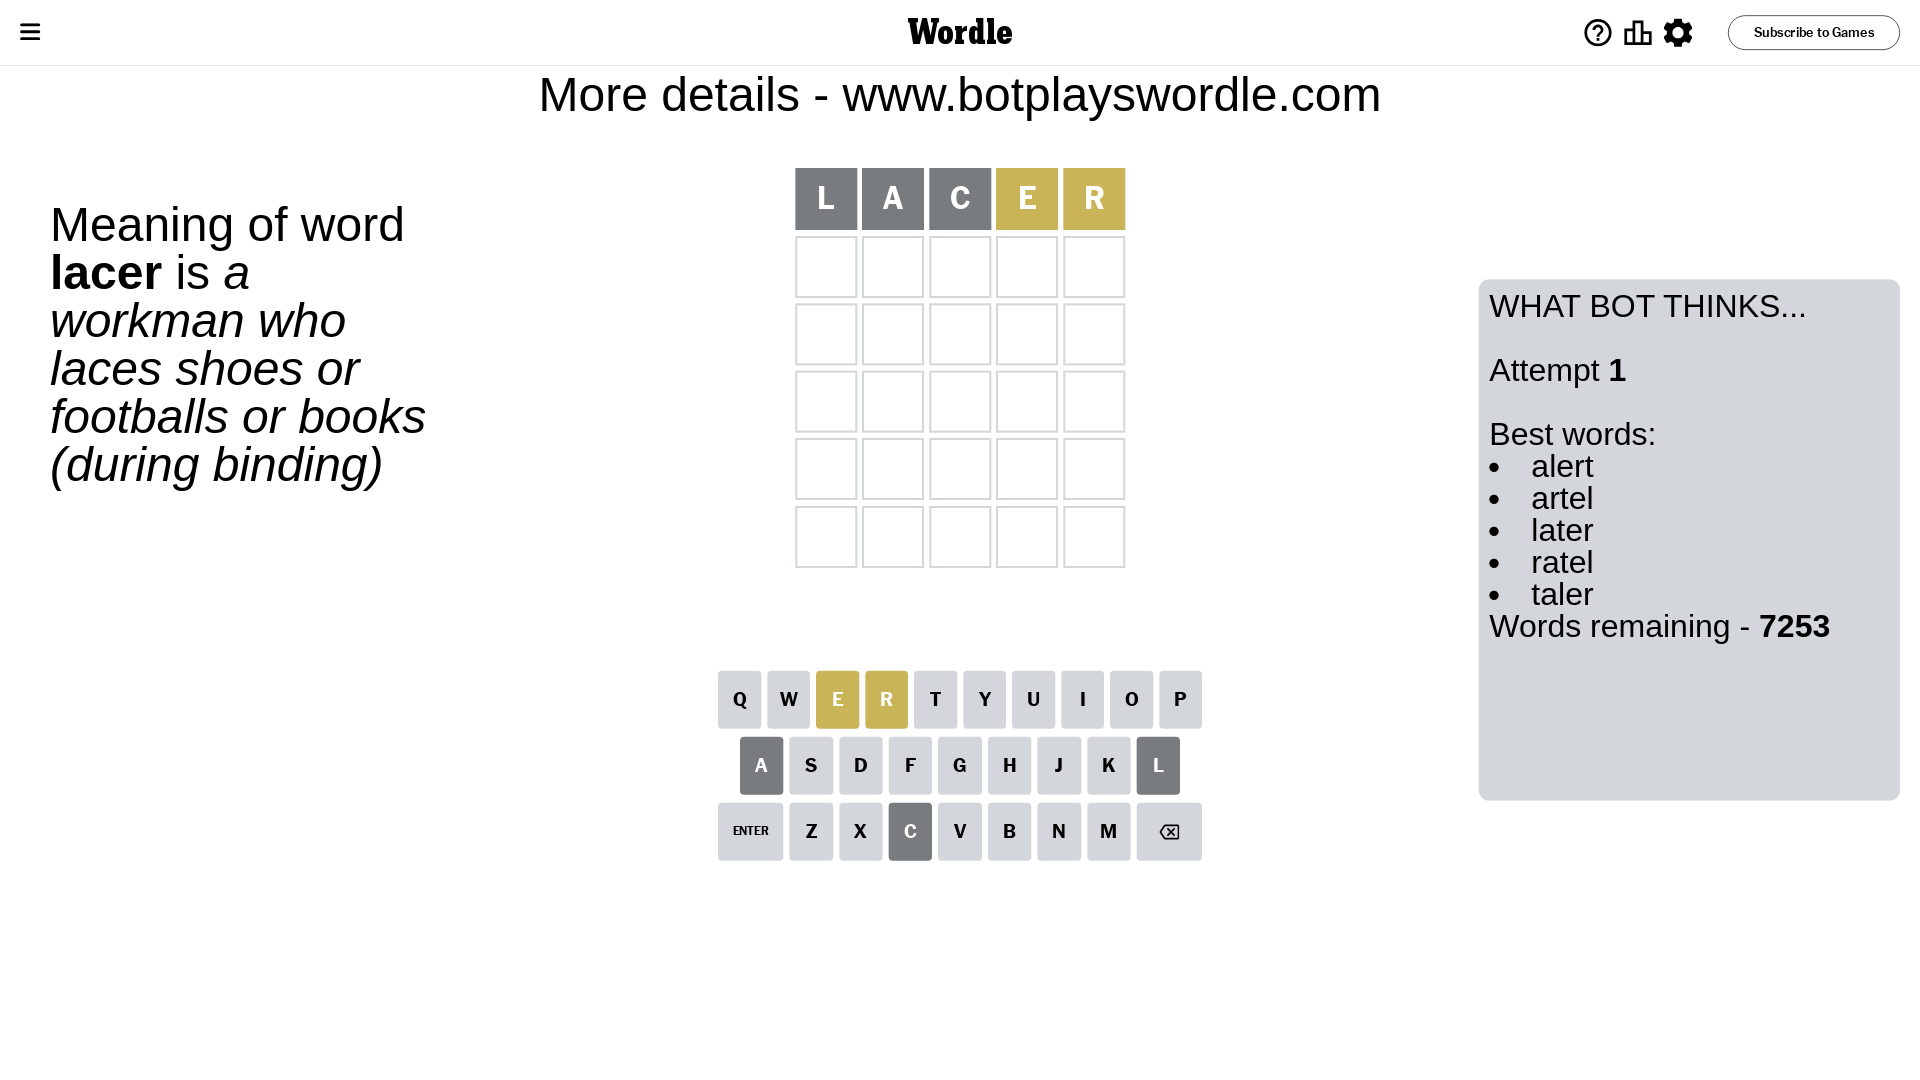 Wordle
Subscribe to Games
More details - www.botplayswordle.com
Meaning of word
lacer is a
workman who
laces shoes or
footballs or books
(during binding)
L A C E R
WHAT BOT THINKS...
Attempt 1
Best words:
• alert
• artel
• later
• ratel
• taler
Words remaining - 7253
Q W E R T Y U I O P
A S D F G H J K L
ENTER Z X C V B N M